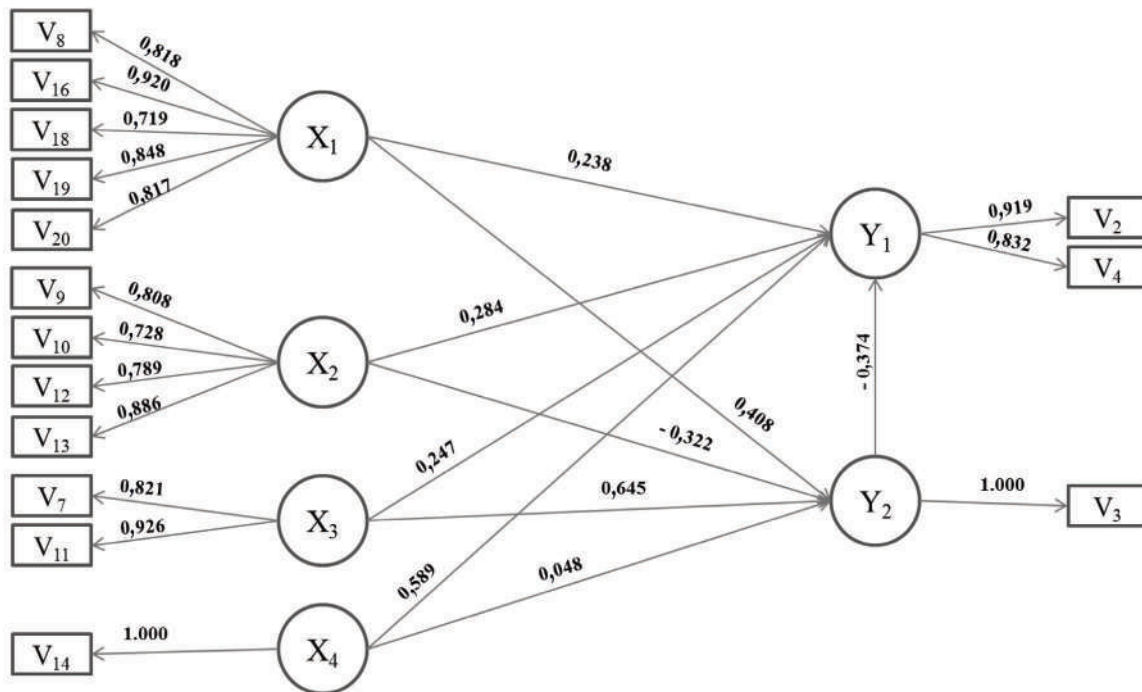 V₈
0,818
V₁₆
0,920
V₁₈
0,719
V₁₉
0,848
V₂₀
0,817
X₁
V₉
0,808
V₁₀
0,728
V₁₂
0,789
V₁₃
0,886
X₂
V₇
0,821
V₁₁
0,926
X₃
V₁₄
1.000
X₄
0,238
0,408
0,284
- 0,322
0,247
0,645
0,589
0,048
Y₁
0,919
V₂
0,832
V₄
- 0,374
Y₂
1.000
V₃